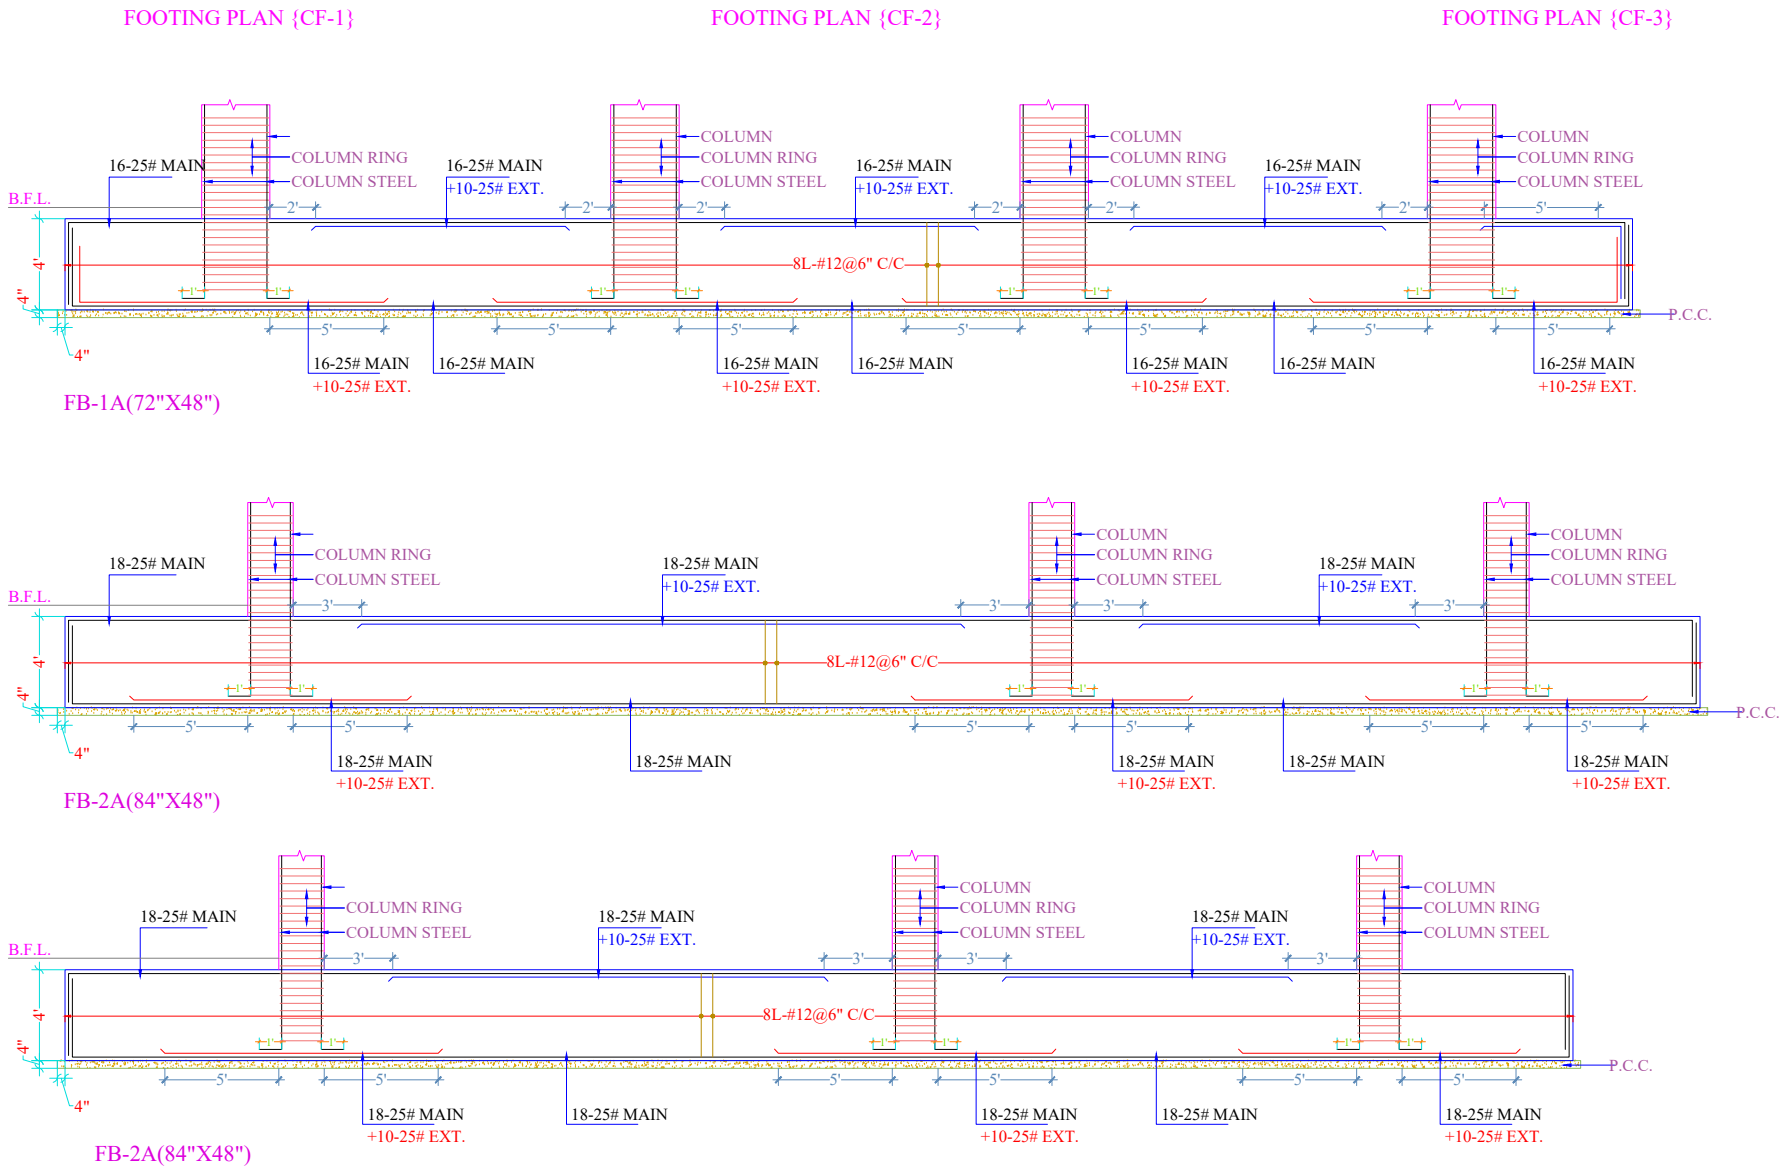 FOOTING PLAN {CF-1}
FOOTING PLAN {CF-2}
FOOTING PLAN {CF-3}
COLUMN
COLUMN
COLUMN
16-25# MAIN
COLUMN RING
16-25# MAIN
COLUMN RING
16-25# MAIN
COLUMN RING
16-25# MAIN
COLUMN RING
COLUMN STEEL
+10-25# EXT.
COLUMN STEEL
+10-25# EXT.
COLUMN STEEL
+10-25# EXT.
COLUMN STEEL
B.F.L.
2'
2'
2'
2'
2'
2'
5'
4'
8L-#12@6" C/C
4"
1'
1'
1'
1'
1'
1'
1'
1'
P.C.C.
5'
5'
5'
5'
5'
5'
5'
4"
16-25# MAIN
16-25# MAIN
16-25# MAIN
16-25# MAIN
16-25# MAIN
16-25# MAIN
16-25# MAIN
+10-25# EXT.
+10-25# EXT.
+10-25# EXT.
+10-25# EXT.
FB-1A(72"X48")
COLUMN
COLUMN
18-25# MAIN
COLUMN RING
18-25# MAIN
COLUMN RING
18-25# MAIN
COLUMN RING
COLUMN STEEL
+10-25# EXT.
COLUMN STEEL
+10-25# EXT.
COLUMN STEEL
B.F.L.
3'
3'
3'
3'
4'
8L-#12@6" C/C
4"
1'
1'
1'
1'
1'
1'
P.C.C.
5'
5'
5'
5'
5'
5'
4"
18-25# MAIN
18-25# MAIN
18-25# MAIN
18-25# MAIN
18-25# MAIN
+10-25# EXT.
+10-25# EXT.
+10-25# EXT.
FB-2A(84"X48")
COLUMN
COLUMN
18-25# MAIN
COLUMN RING
18-25# MAIN
COLUMN RING
18-25# MAIN
COLUMN RING
COLUMN STEEL
+10-25# EXT.
COLUMN STEEL
+10-25# EXT.
COLUMN STEEL
B.F.L.
3'
3'
3'
3'
4'
8L-#12@6" C/C
4"
1'
1'
1'
1'
1'
1'
P.C.C.
5'
5'
5'
5'
5'
5'
4"
18-25# MAIN
18-25# MAIN
18-25# MAIN
18-25# MAIN
18-25# MAIN
+10-25# EXT.
+10-25# EXT.
+10-25# EXT.
FB-2A(84"X48")